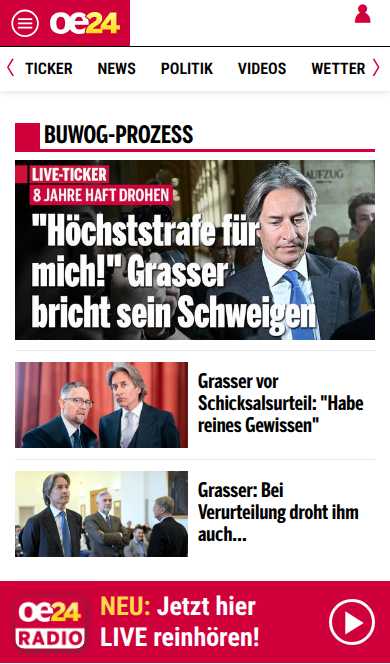 oe24
TICKER NEWS POLITIK VIDEOS WETTER
BUWOG-PROZESS
AUFZUG
LIVE-TICKER
8 JAHRE HAFT DROHEN
"Höchststrafe für
mich!" Grasser
bricht sein Schweigen
Grasser vor
Schicksalsurteil: "Habe
reines Gewissen"
Grasser: Bei
Verurteilung droht ihm
auch...
oe24
RADIO
NEU: Jetzt hier
LIVE reinhören!